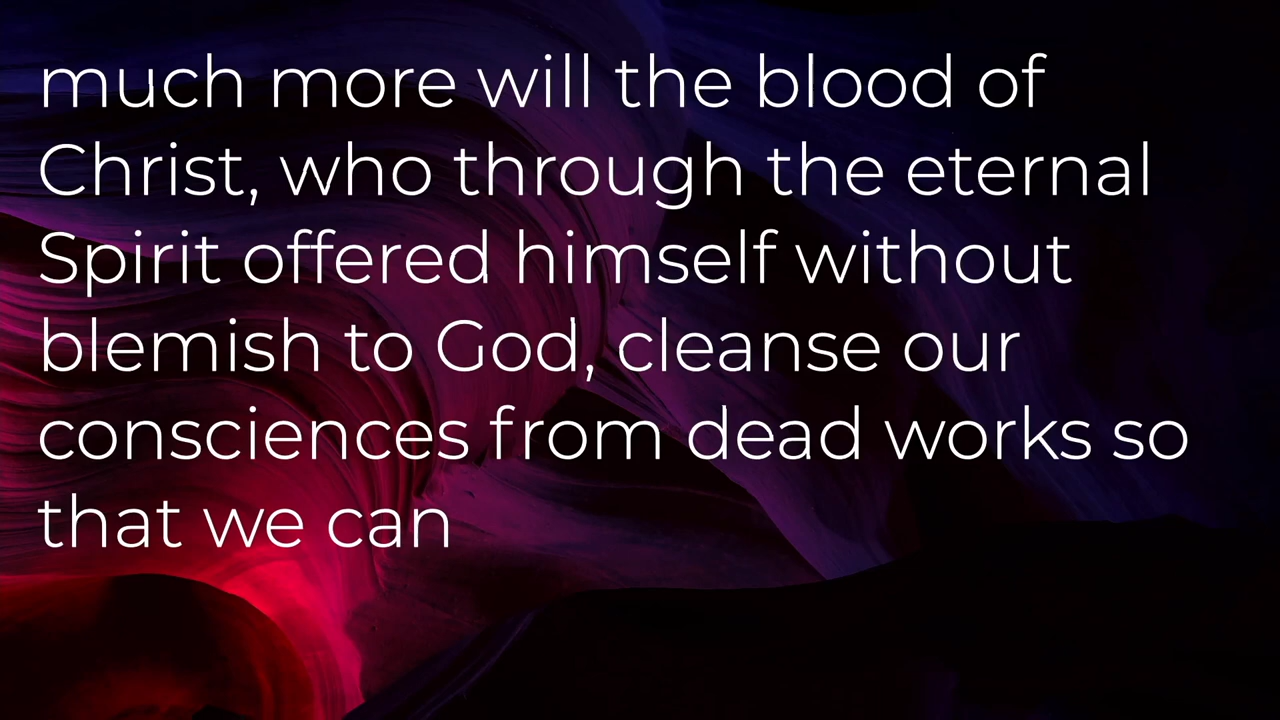 much more will the blood of
Christ, who through the eternal
Spirit offered himself without
blemish to God, cleanse our
consciences from dead works so
that we can